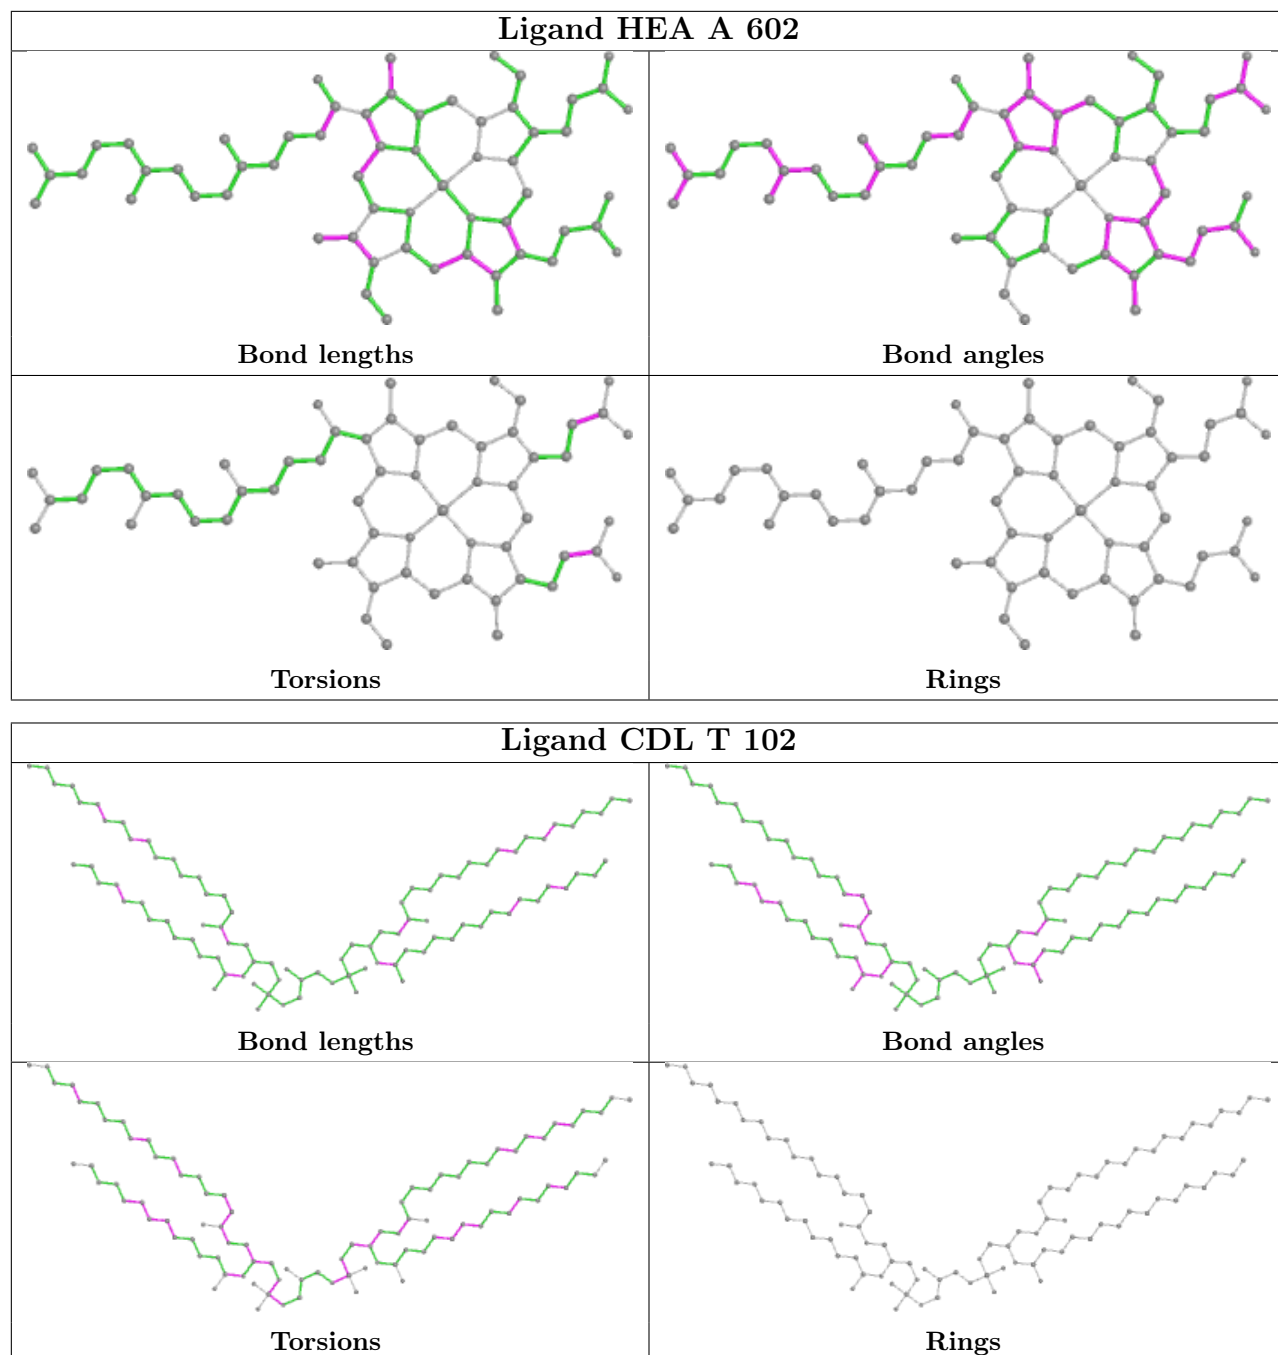 Ligand HEA A 602
Bond lengths
Bond angles
Torsions
Rings
Ligand CDL T 102
Bond lengths
Bond angles
Torsions
Rings